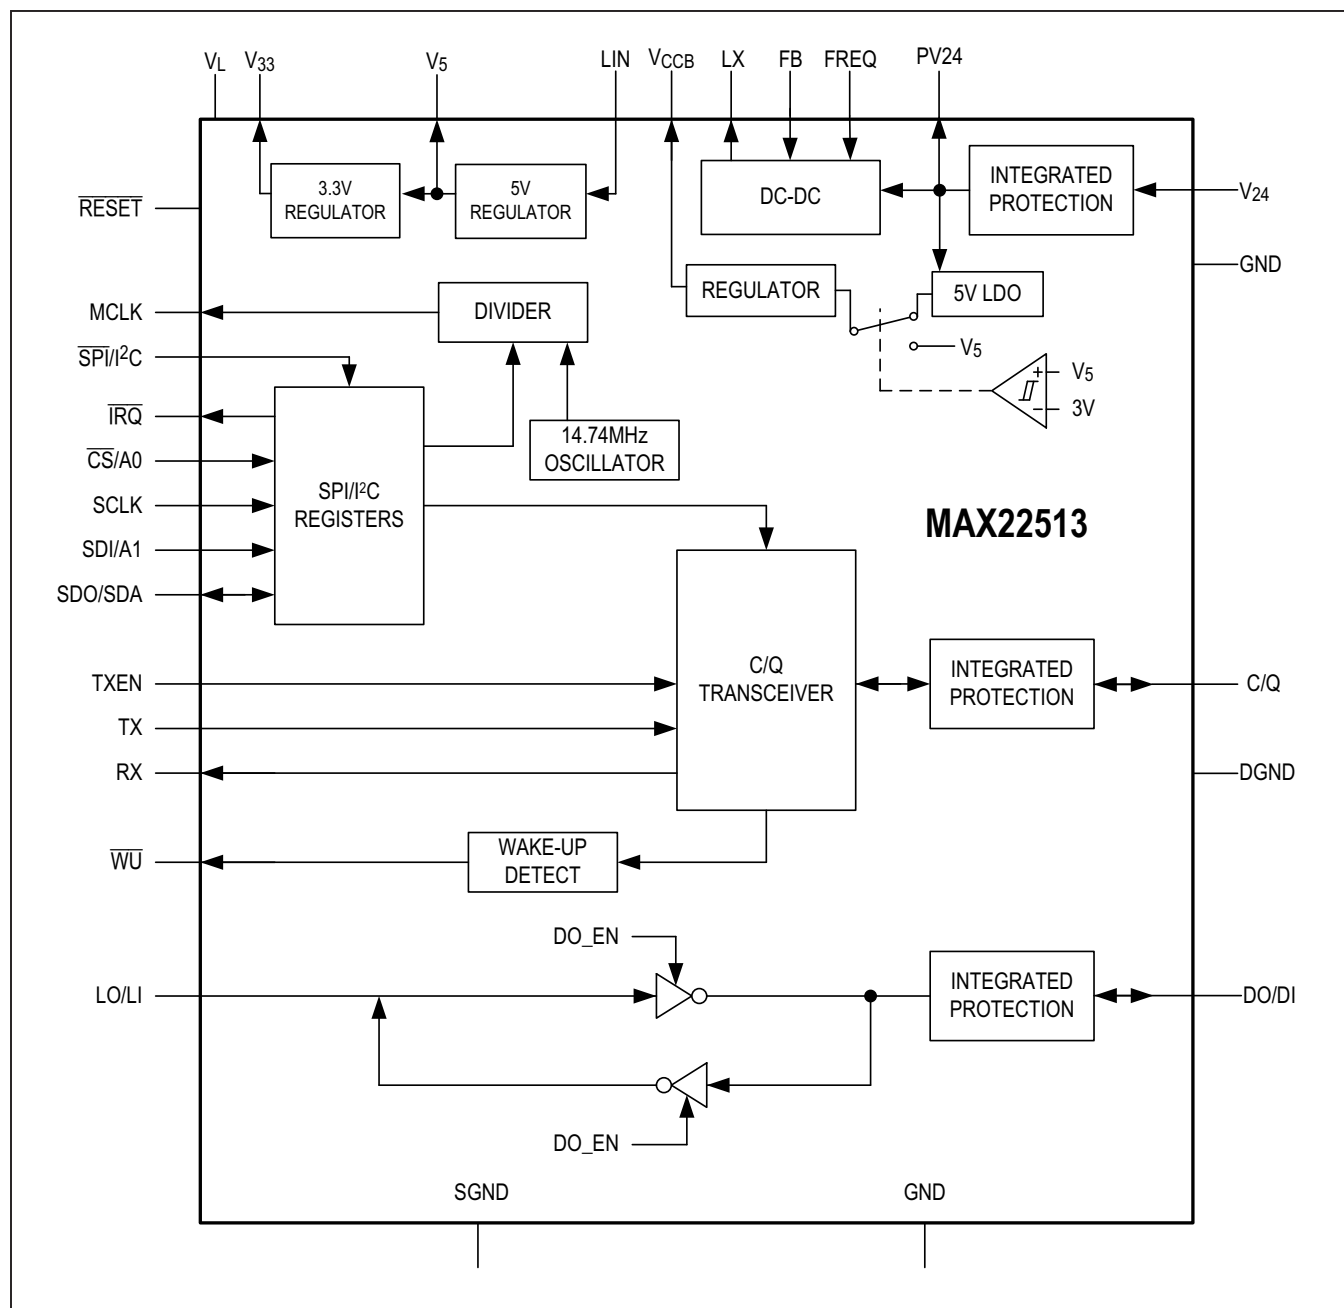 VL V33 V5 LIN VCCB LX FB FREQ PV24
3.3V
REGULATOR
5V
REGULATOR
DC-DC
INTEGRATED
PROTECTION
V24
RESET
GND
REGULATOR
5V LDO
MCLK
DIVIDER
V5
SPI/I²C
V5
3V
IRQ
14.74MHz
OSCILLATOR
CS/A0
SCLK
SPI/I²C
REGISTERS
MAX22513
SDI/A1
SDO/SDA
TXEN
C/Q
TRANSCEIVER
INTEGRATED
PROTECTION
C/Q
TX
RX
DGND
WU
WAKE-UP
DETECT
DO_EN
LO/LI
INTEGRATED
PROTECTION
DO/DI
DO_EN
SGND
GND